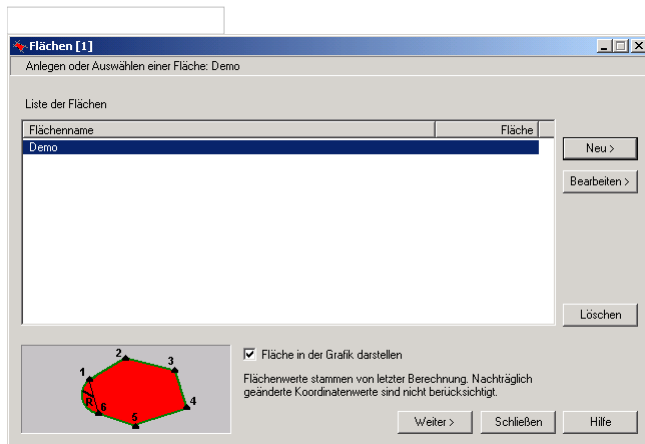 Flächen [1]
Anlegen oder Auswählen einer Fläche: Demo
Liste der Flächen
Flächenname Fläche
Demo
Neu >
Bearbeiten >
Löschen
1 2 3 4 5 6 R
Fläche in der Grafik darstellen
Flächenwerte stammen von letzter Berechnung. Nachträglich
geänderte Koordinatenwerte sind nicht berücksichtigt.
Weiter > Schließen Hilfe